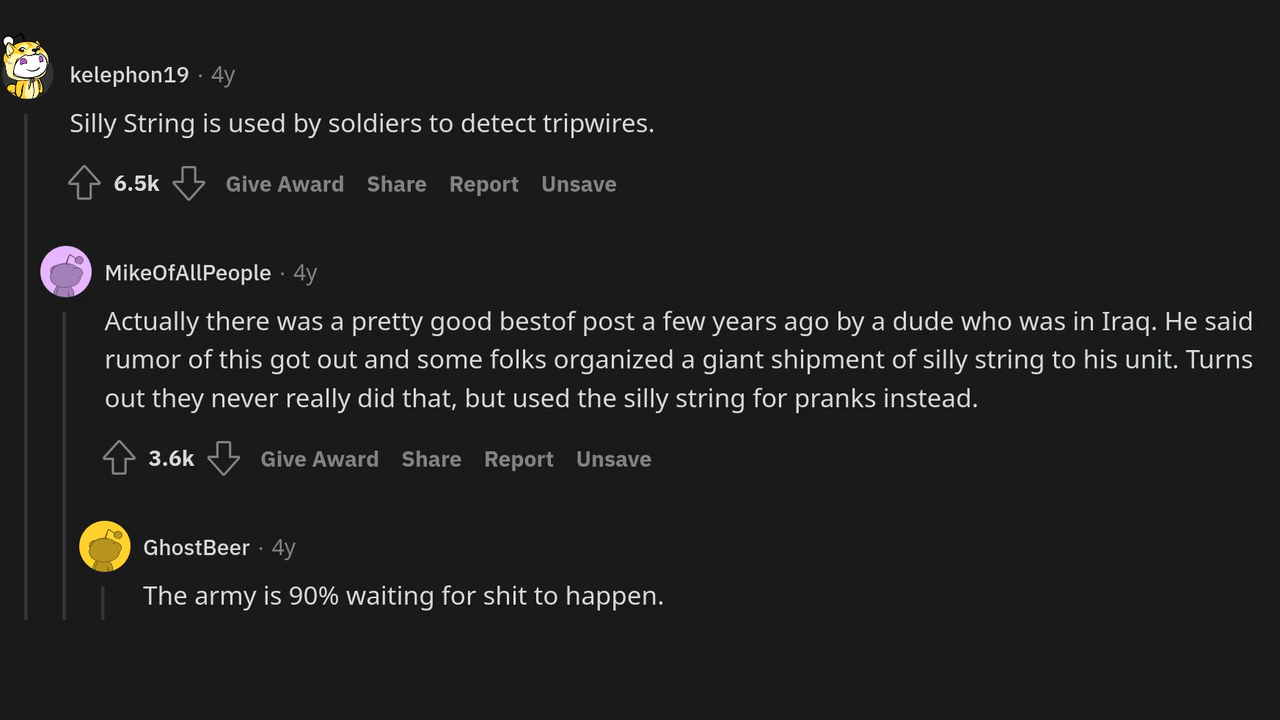 kelephon19 · 4y
Silly String is used by soldiers to detect tripwires.
6.5k Give Award Share Report Unsave
MikeOfAllPeople · 4y
Actually there was a pretty good bestof post a few years ago by a dude who was in Iraq. He said
rumor of this got out and some folks organized a giant shipment of silly string to his unit. Turns
out they never really did that, but used the silly string for pranks instead.
3.6k Give Award Share Report Unsave
GhostBeer · 4y
The army is 90% waiting for shit to happen.